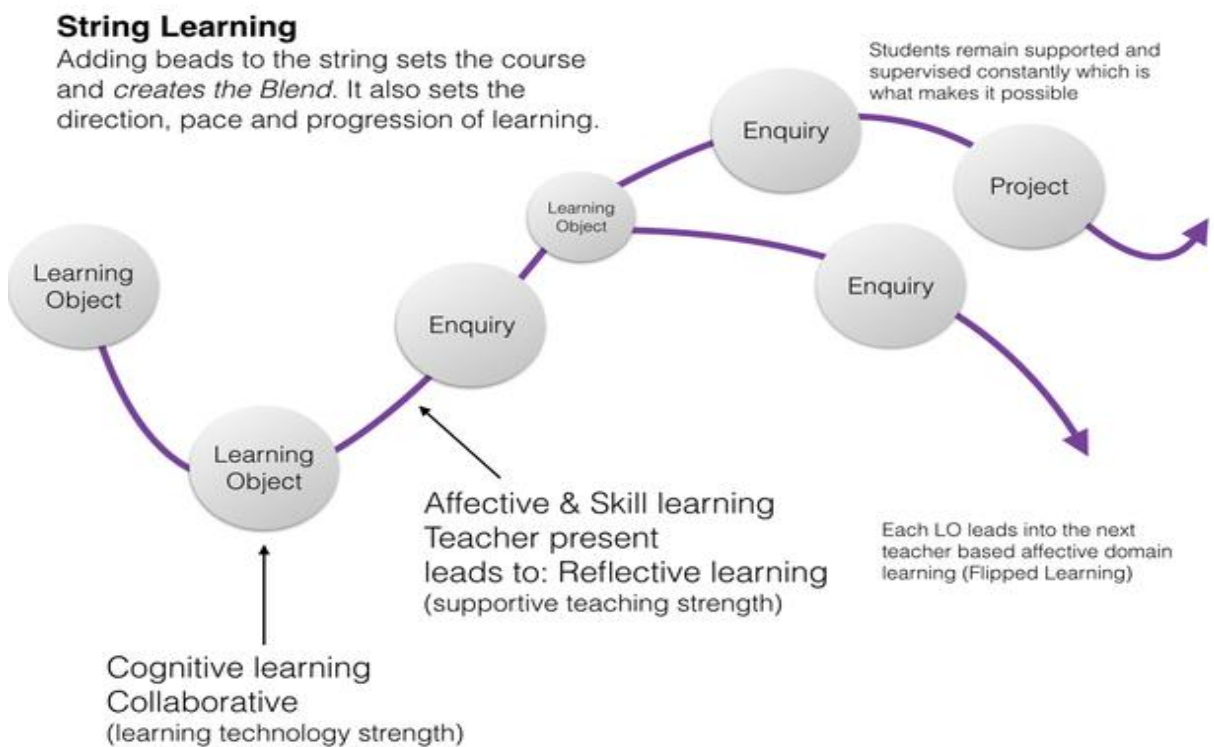 String Learning
Adding beads to the string sets the course
and creates the Blend. It also sets the
direction, pace and progression of learning.
Students remain supported and
supervised constantly which is
what makes it possible
Enquiry
Project
Learning
Object
Learning
Object
Enquiry
Enquiry
Learning
Object
Affective & Skill learning
Teacher present
leads to: Reflective learning
(supportive teaching strength)
Each LO leads into the next
teacher based affective domain
learning (Flipped Learning)
Cognitive learning
Collaborative
(learning technology strength)